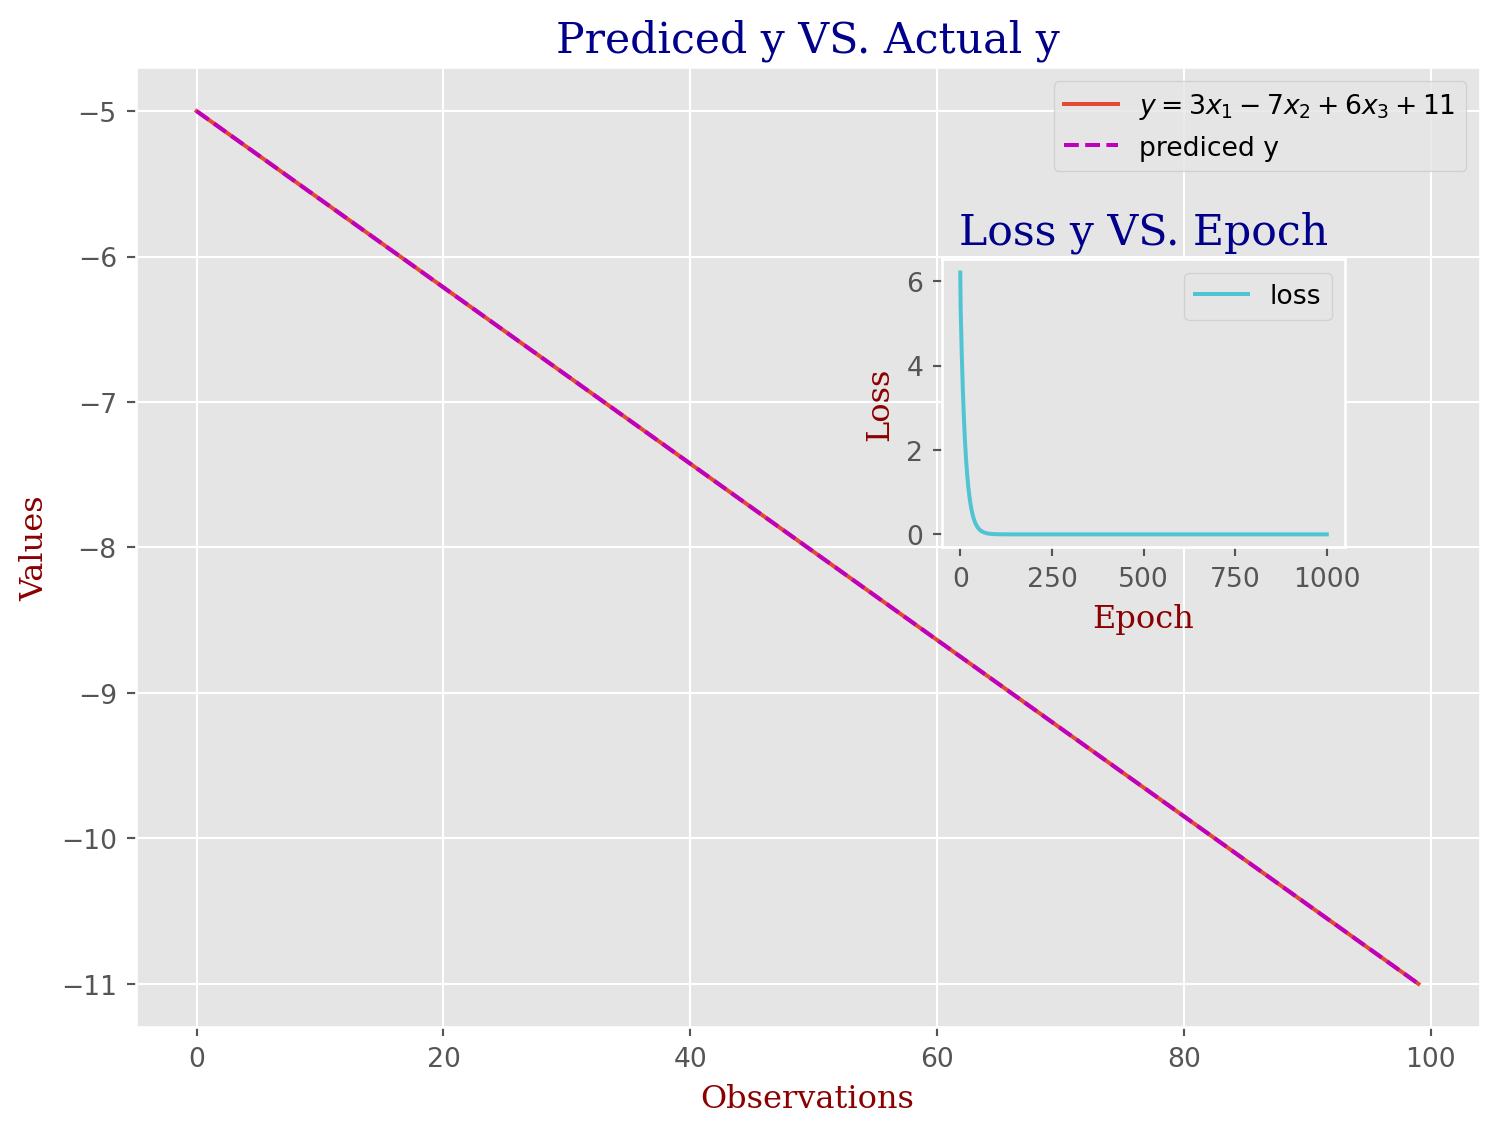 Prediced y VS. Actual y
y = 3x₁ − 7x₂ + 6x₃ + 11
prediced y
Values
−5
−6
−7
−8
−9
−10
−11
Loss y VS. Epoch
loss
Loss
6
4
2
0
0 250 500 750 1000
Epoch
0 20 40 60 80 100
Observations